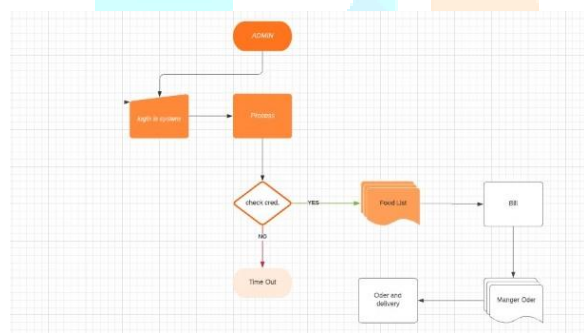 ADMIN
login in system
Process
check cred.
YES
Food List
Bill
NO
Time Out
Oder and
delivery
Manger Oder